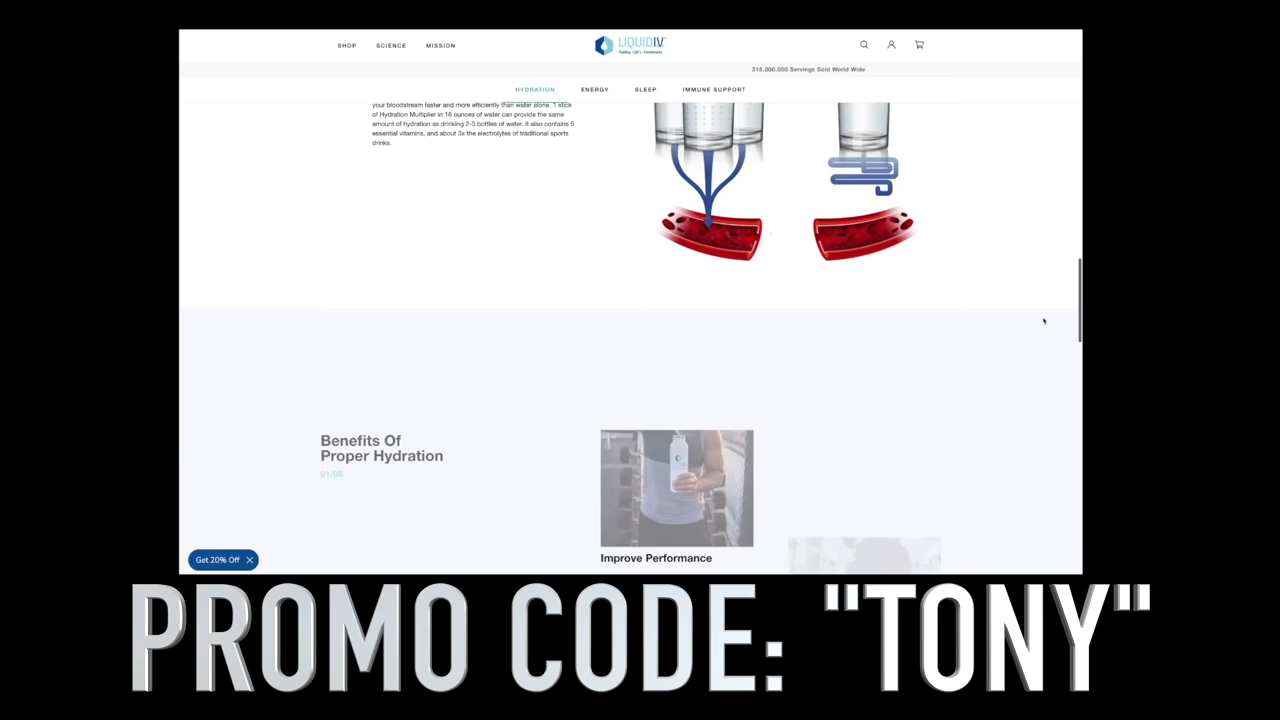 SHOP SCIENCE MISSION
LIQUID I.V.
Fueling Life's Adventures
315,000,000 Servings Sold World Wide
HYDRATION ENERGY SLEEP IMMUNE SUPPORT
your bloodstream faster and more efficiently than water alone. 1 stick
of Hydration Multiplier in 16 ounces of water can provide the same
amount of hydration as drinking 2-3 bottles of water. It also contains 5
essential vitamins, and about 3x the electrolytes of traditional sports
drinks.
Benefits Of
Proper Hydration
01/05
Improve Performance
Get 20% Off
PROMO CODE: "TONY"